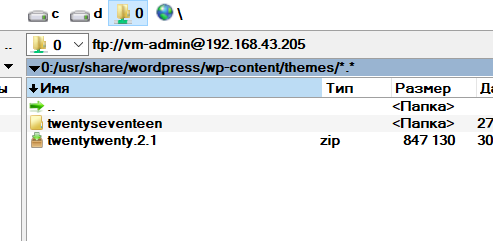 c d 0 \
.. 0 ftp://vm-admin@192.168.43.205
0:/usr/share/wordpress/wp-content/themes/*.*
ы Имя Тип Размер Да
.. <Папка>
twentyseventeen <Папка> 27
twentytwenty.2.1 zip 847 130 30